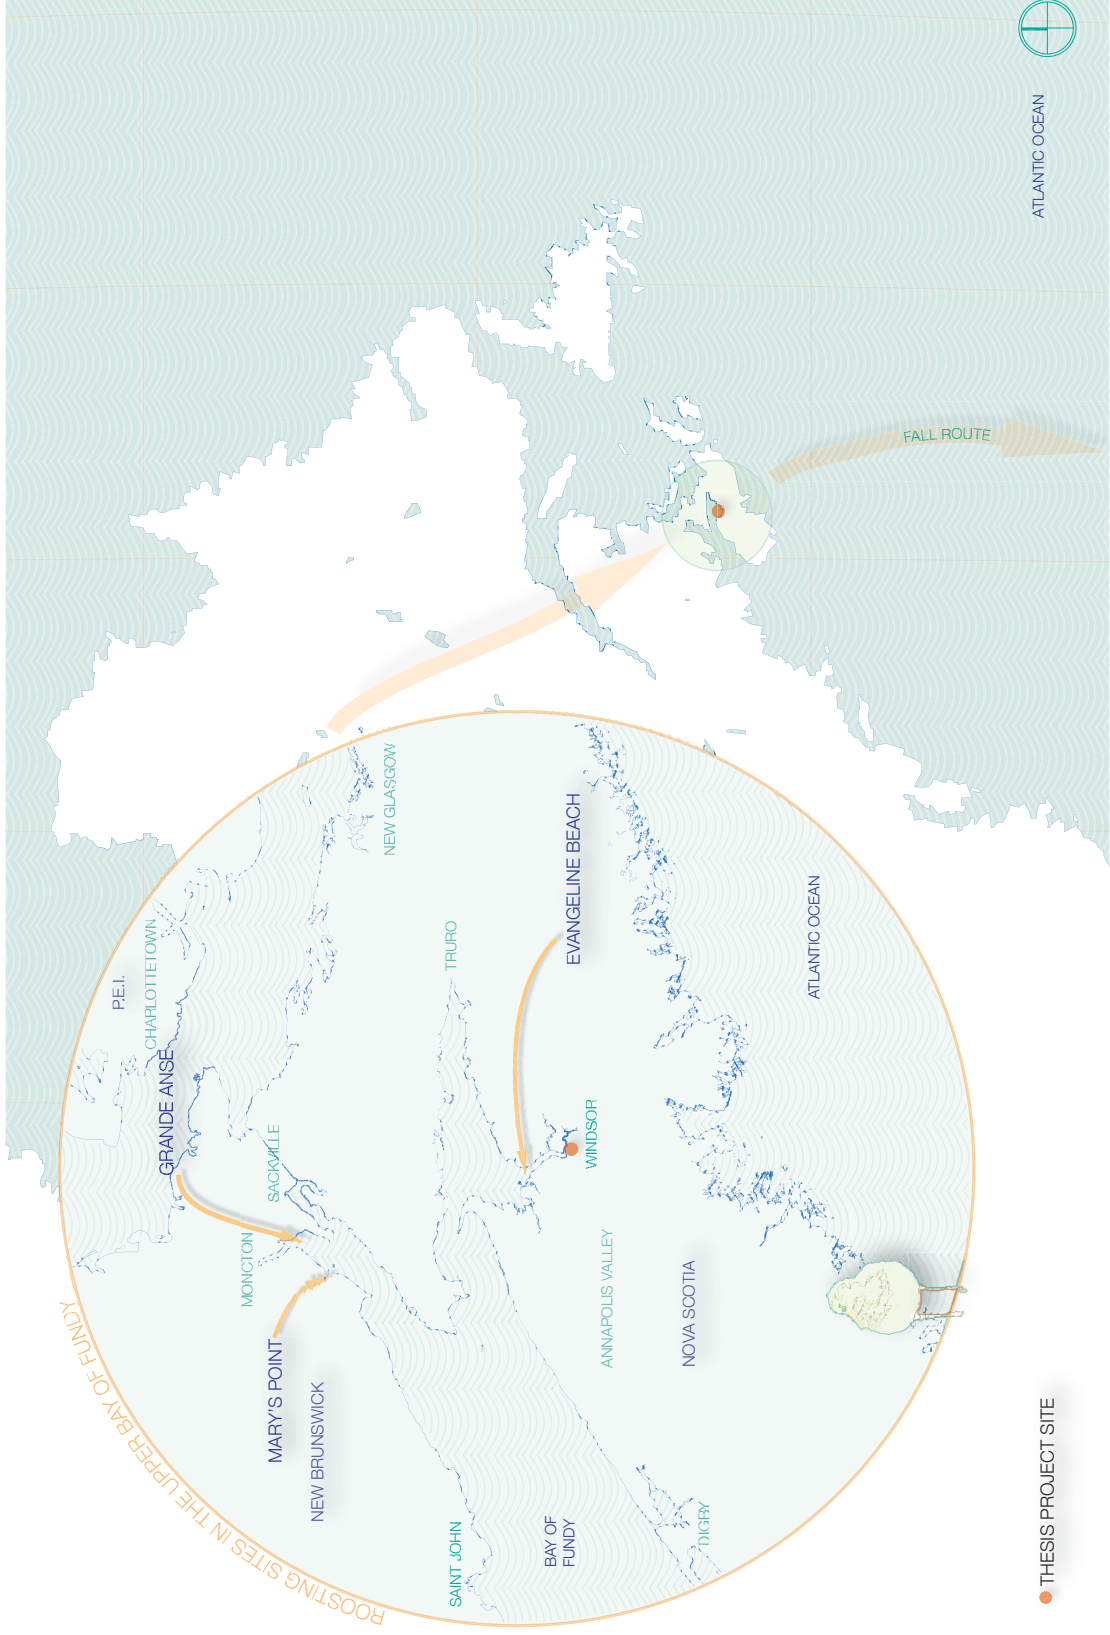 ROOSTING SITES IN THE UPPER BAY OF FUNDY
P.E.I.
CHARLOTTETOWN
GRANDE ANSE
NEW GLASGOW
SACKVILLE
MONCTON
MARY'S POINT
NEW BRUNSWICK
TRURO
EVANGELINE BEACH
WINDSOR
SAINT JOHN
BAY OF
FUNDY
ANNAPOLIS VALLEY
NOVA SCOTIA
DIGBY
ATLANTIC OCEAN
FALL ROUTE
ATLANTIC OCEAN
THESIS PROJECT SITE